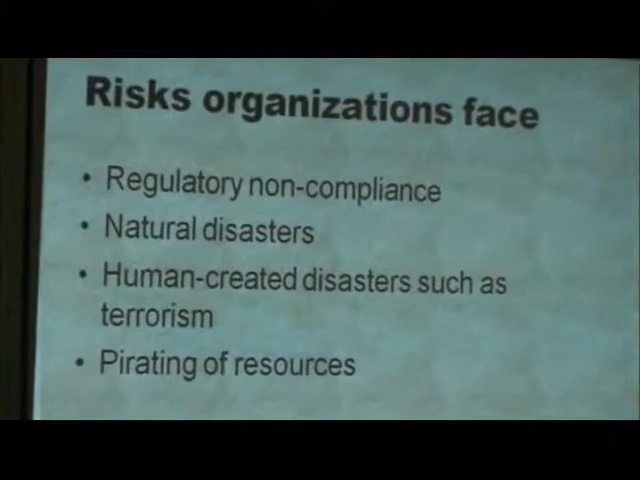 Risks organizations face
• Regulatory non-compliance
• Natural disasters
• Human-created disasters such as
terrorism
• Pirating of resources